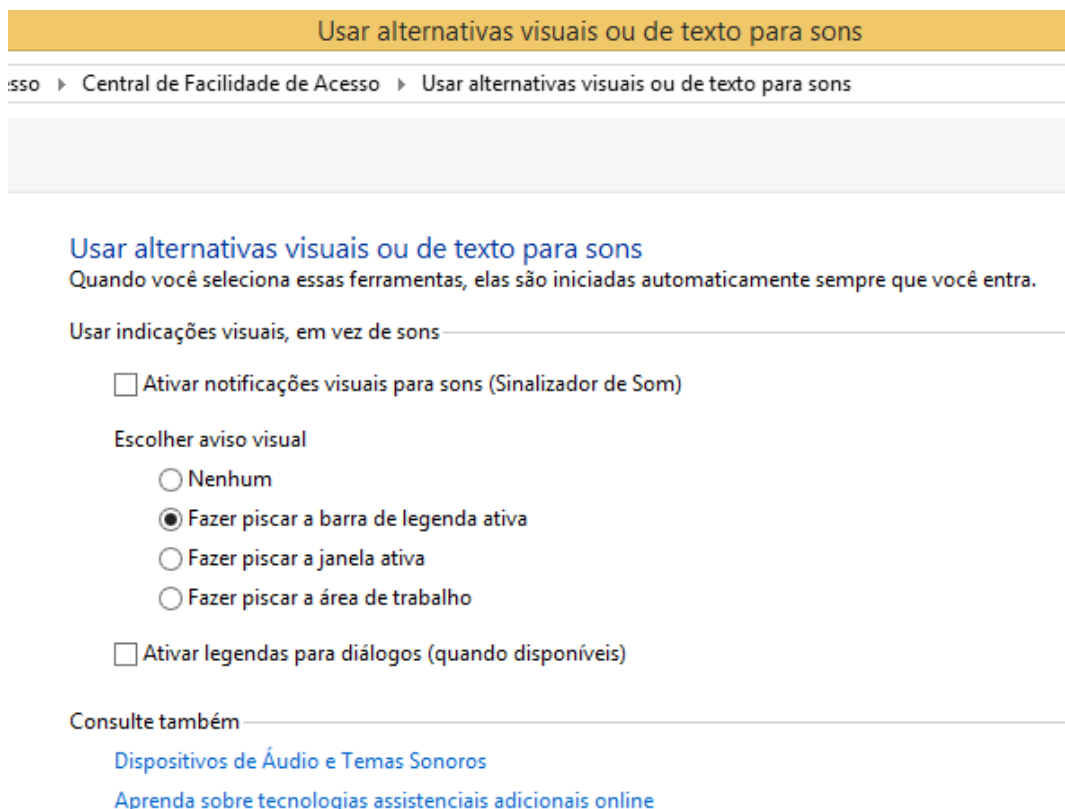 Usar alternativas visuais ou de texto para sons
Central de Facilidade de Acesso ▸ Usar alternativas visuais ou de texto para sons
Usar alternativas visuais ou de texto para sons
Quando você seleciona essas ferramentas, elas são iniciadas automaticamente sempre que você entra.
Usar indicações visuais, em vez de sons
Ativar notificações visuais para sons (Sinalizador de Som)
Escolher aviso visual
Nenhum
Fazer piscar a barra de legenda ativa
Fazer piscar a janela ativa
Fazer piscar a área de trabalho
Ativar legendas para diálogos (quando disponíveis)
Consulte também
Dispositivos de Áudio e Temas Sonoros
Aprenda sobre tecnologias assistenciais adicionais online